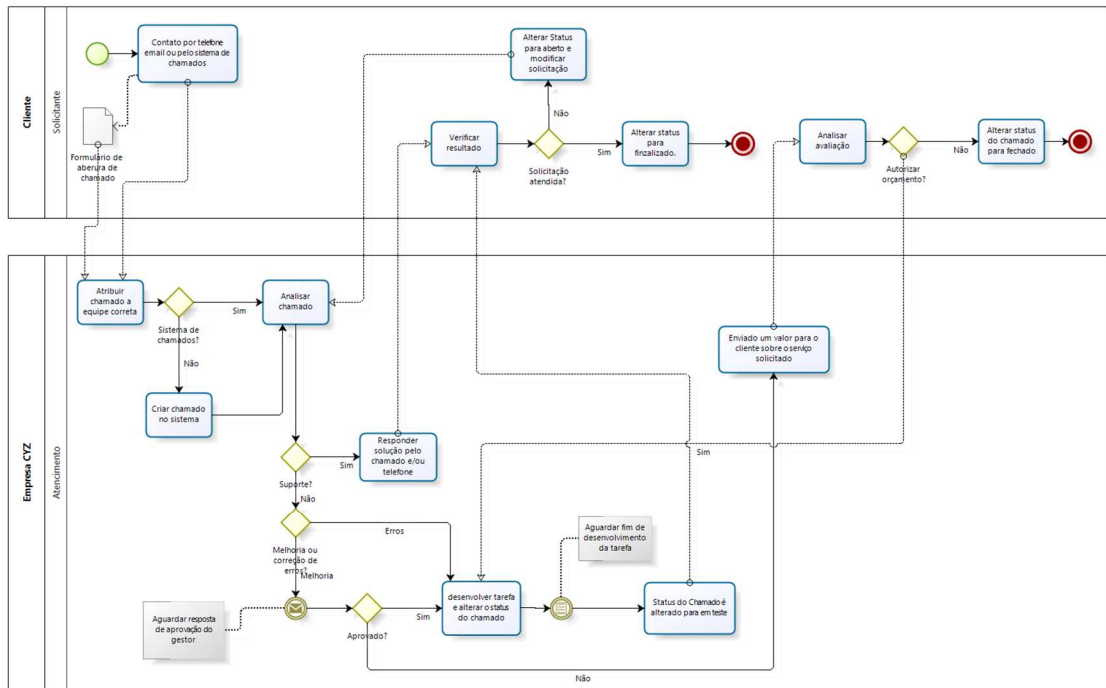 Cliente
Solicitante
Contato por telefone
email ou pelo sistema de
chamados
Formulário de
aberura de
chamado
Alterar Status
para aberto e
modificar
solicitação
Não
Verificar
resultado
Solicitação
atendida?
Sim
Alterar status
para
finzalizado.
Analisar
avaliação
Autorizar
orçamento?
Não
Alterar status
do chamado
para fechado
Empresa CYZ
Atencimento
Atribuir
chamado a
equipe correta
Sistema de
chamados?
Sim
Não
Analisar
chamado
Criar chamado
no sistema
Enviado um valor para o
cliente sobre o serviço
solicitado
Suporte?
Sim
Não
Responder
solução pelo
chamado e/ou
telefone
Sim
Melhoria ou
correção de
erros?
Erros
Melhoria
Aguardar fim de
desenvolvimento
da tarefa
Aguardar resposta
de aprovação do
gestor
Aprovado?
Sim
Não
desenvolver tarefa
e alterar o status
do chamado
Status do Chamado é
alterado para em teste